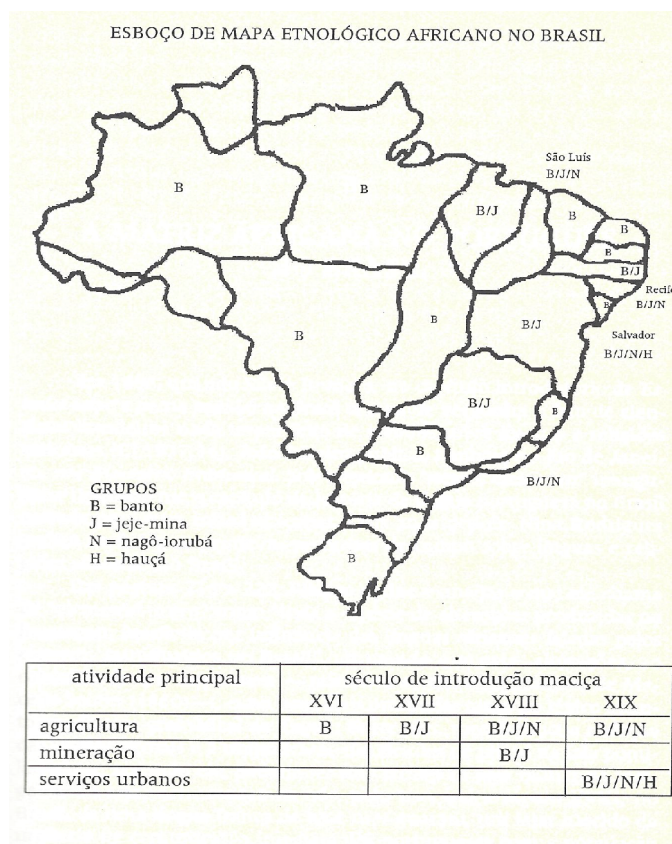 ESBOÇO DE MAPA ETNOLÓGICO AFRICANO NO BRASIL
São Luís
B/J/N
B
B
B/J
B
B
B
B/J
Recife
B/J/N
B
B
B/J
B
Salvador
B/J/N/H
B/J
B
B
B/J/N
GRUPOS
B = banto
J = jeje-mina
N = nagô-iorubá
H = hauçá
B
atividade principal século de introdução maciça
XVI XVII XVIII XIX
agricultura B B/J B/J/N B/J/N
mineração B/J
serviços urbanos B/J/N/H